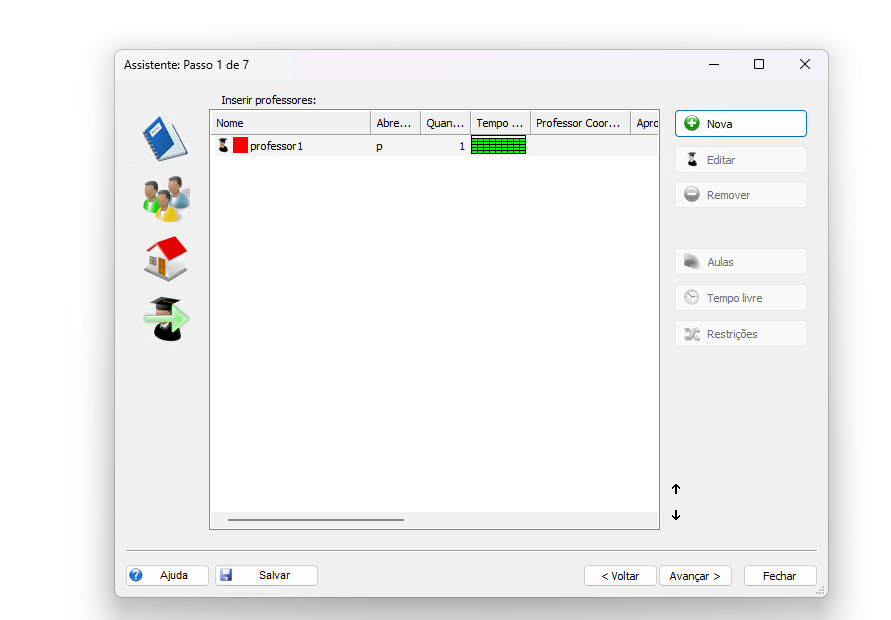 Assistente: Passo 1 de 7
Inserir professores:
Nome Abre... Quan... Tempo ... Professor Coor... Apro
professor1 p 1
Nova
Editar
Remover
Aulas
Tempo livre
Restrições
Ajuda Salvar < Voltar Avançar > Fechar